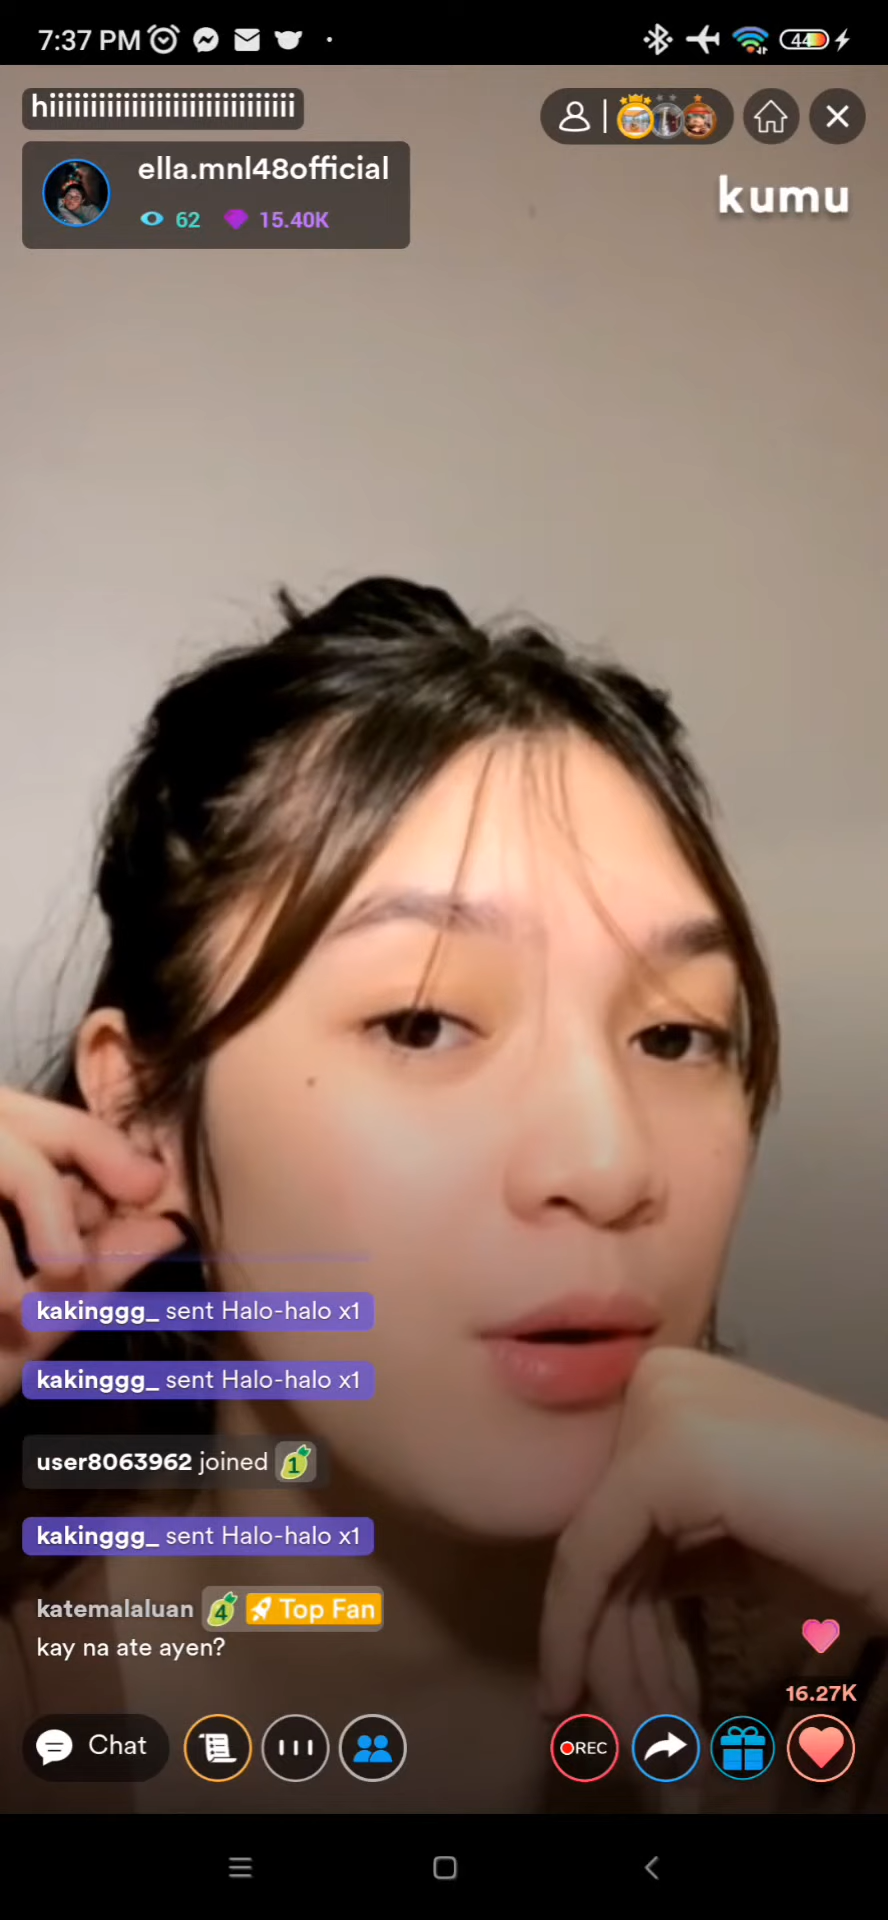 7:37 PM
44
hiiiiiiiiiiiiiiiiiiiiiiiiiiiiii
ella.mnl48official
62 15.40K
kumu
kakinggg_ sent Halo-halo x1
kakinggg_ sent Halo-halo x1
user8063962 joined 1
kakinggg_ sent Halo-halo x1
katemalaluan 4 Top Fan
kay na ate ayen?
16.27K
Chat
REC